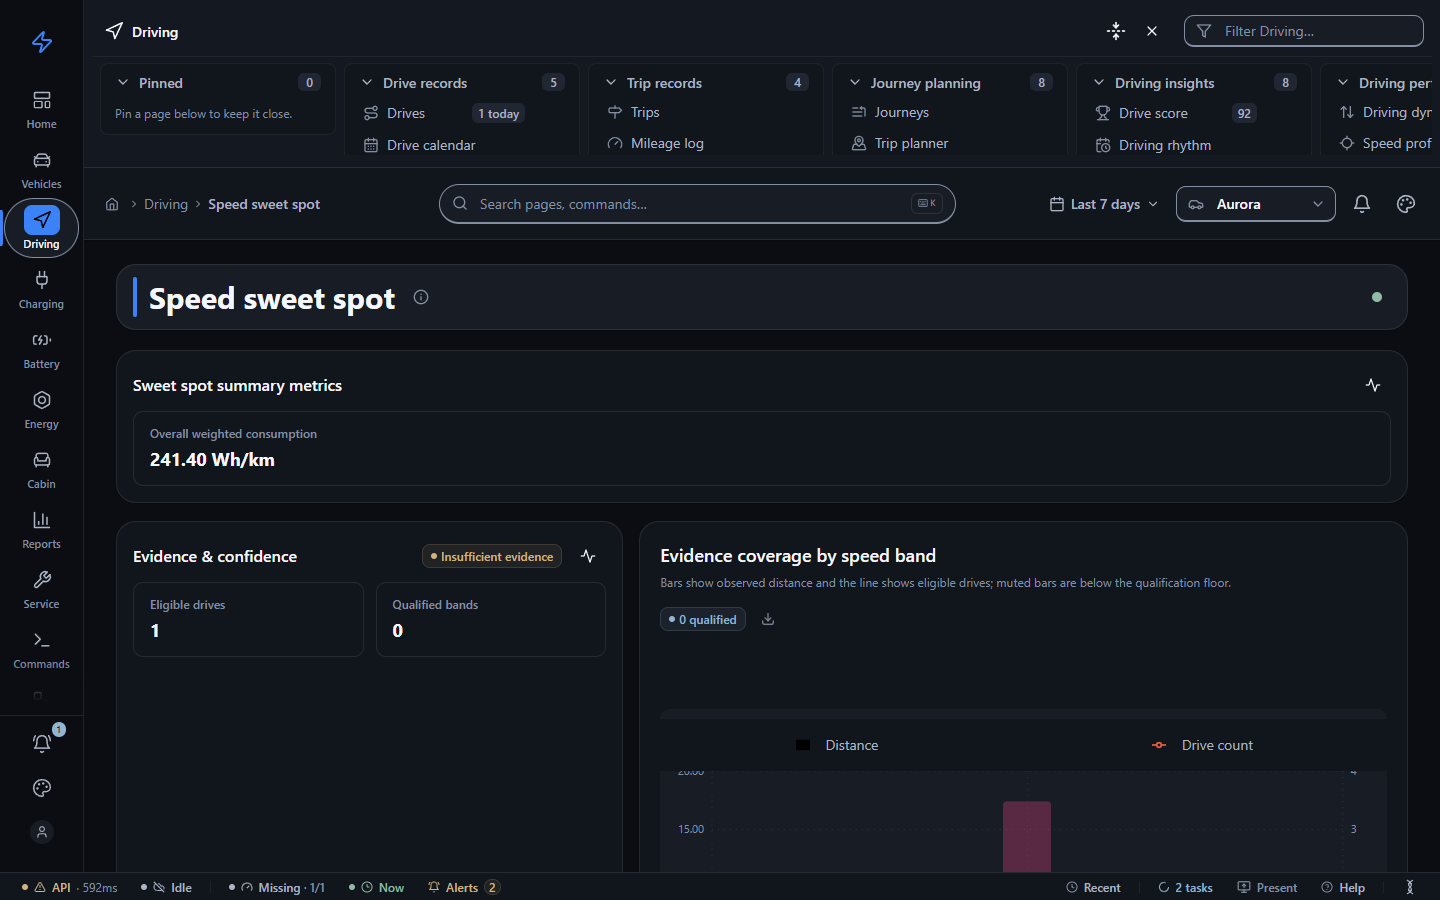 Driving
Filter Driving...
Pinned 0
Pin a page below to keep it close.
Drive records 5
Drives 1 today
Drive calendar
Trip records 4
Trips
Mileage log
Journey planning 8
Journeys
Trip planner
Driving insights 8
Drive score 92
Driving rhythm
Driving per
Driving dyr
Speed prof
Home
Vehicles
Driving
Charging
Battery
Energy
Cabin
Reports
Service
Commands
1
Driving
Speed sweet spot
Search pages, commands...
K
Last 7 days
Aurora
Speed sweet spot
Sweet spot summary metrics
Overall weighted consumption
241.40 Wh/km
Evidence & confidence
Insufficient evidence
Eligible drives
1
Qualified bands
0
Evidence coverage by speed band
Bars show observed distance and the line shows eligible drives; muted bars are below the qualification floor.
0 qualified
Distance
Drive count
20.00
4
15.00
3
API · 592ms
Idle
Missing · 1/1
Now
Alerts 2
Recent
2 tasks
Present
Help